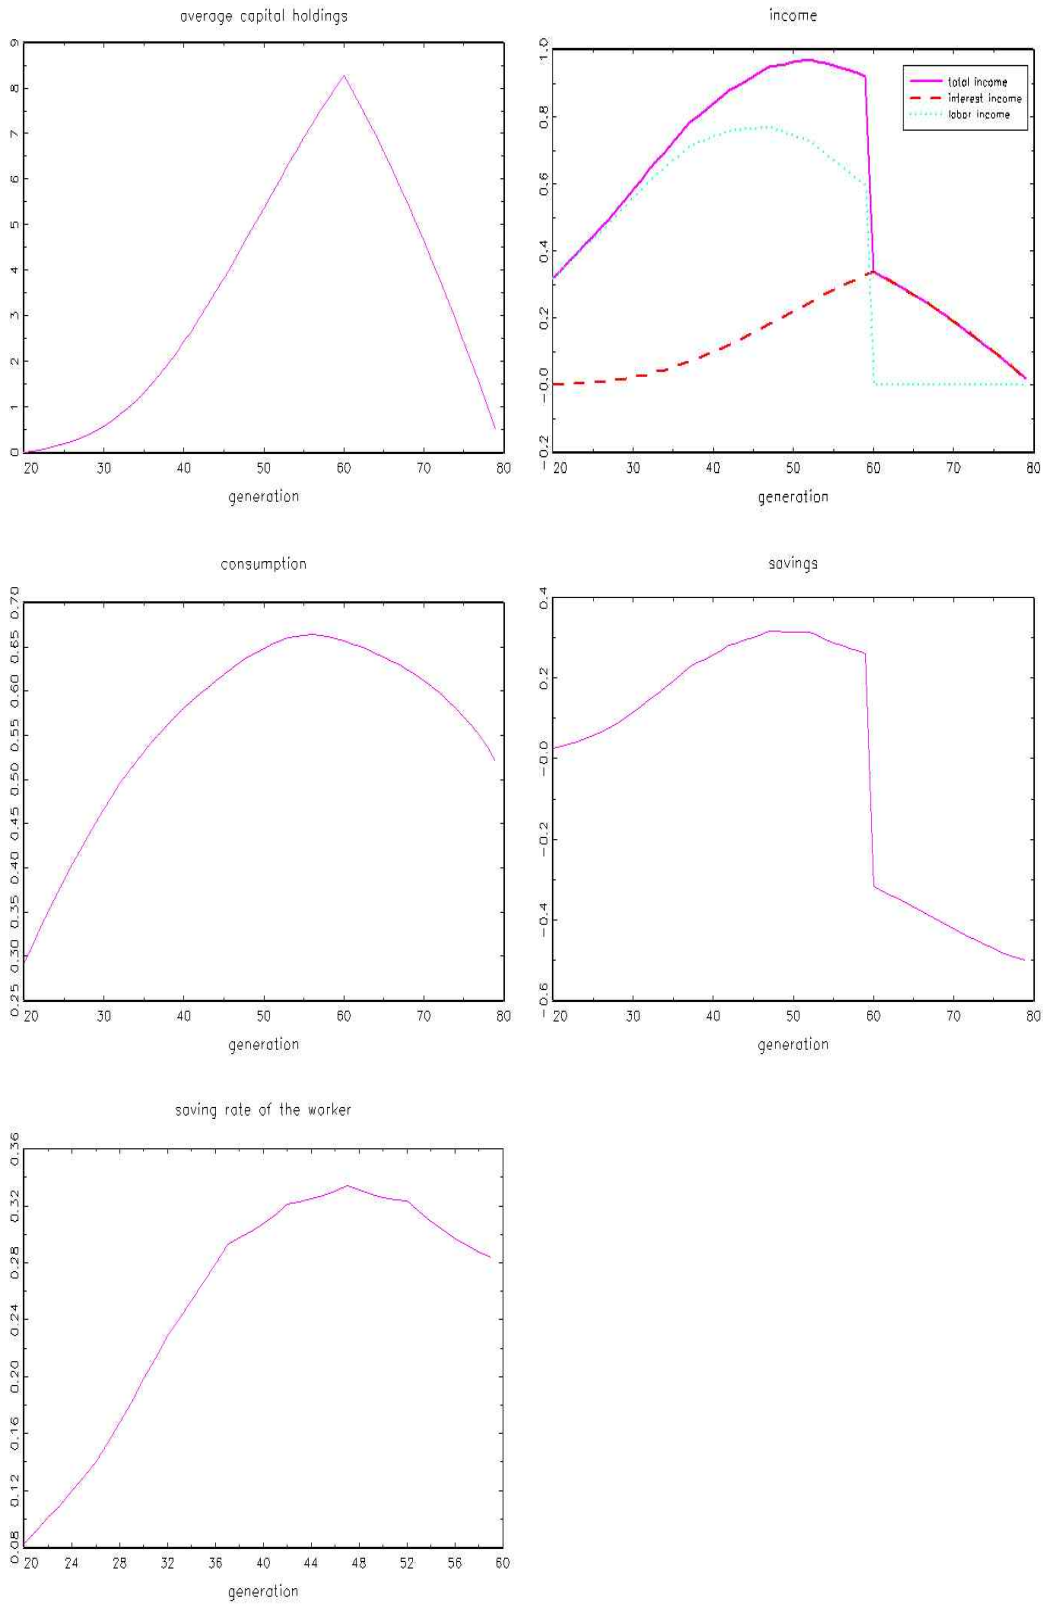 average capital holdings
9
8
7
6
5
4
3
2
1
0
20 30 40 50 60 70 80
generation
income
1.0
0.8
0.6
0.4
0.2
-0.0
-0.2
total income
interest income
labor income
20 30 40 50 60 70 80
generation
consumption
0.70
0.65
0.60
0.55
0.50
0.45
0.40
0.35
0.30
0.25
20 30 40 50 60 70 80
generation
savings
0.4
0.2
-0.0
-0.2
-0.4
-0.6
20 30 40 50 60 70 80
generation
saving rate of the worker
0.36
0.32
0.28
0.24
0.20
0.16
0.12
0.08
20 24 28 32 36 40 44 48 52 56 60
generation